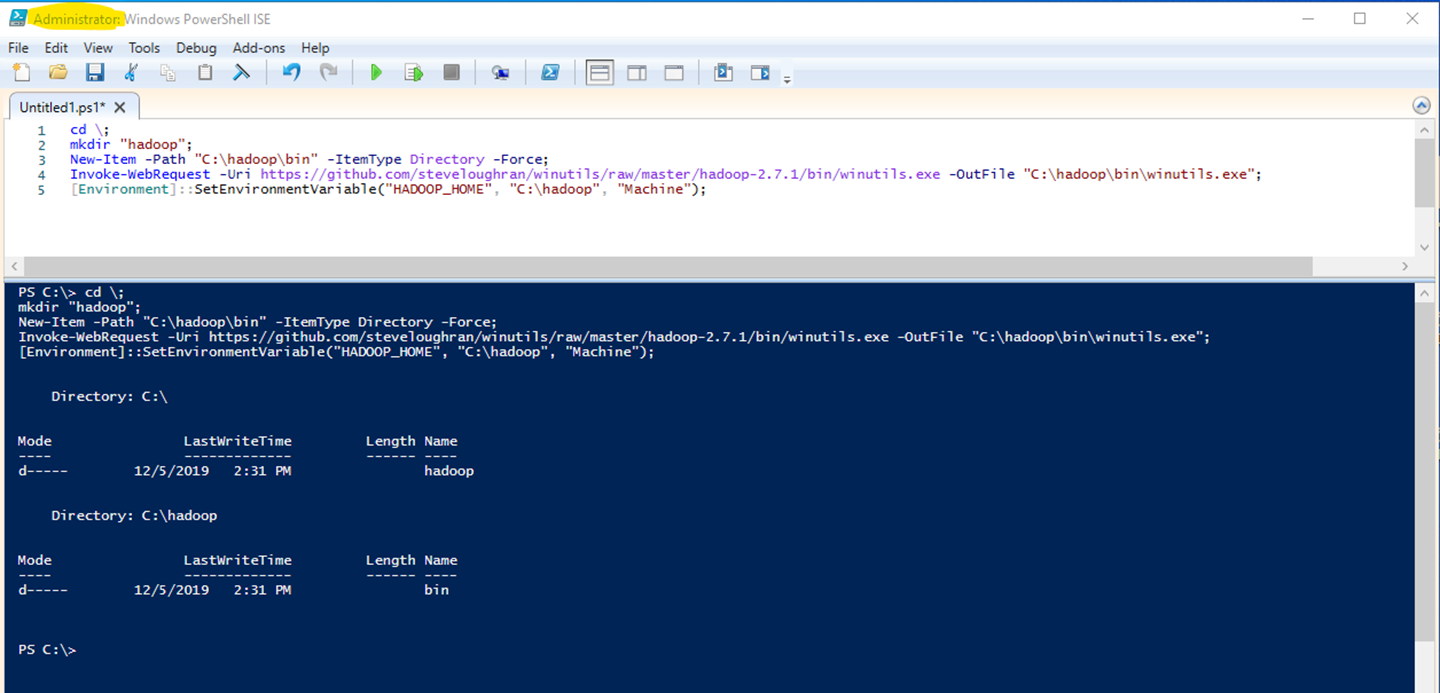 Administrator: Windows PowerShell ISE
File Edit View Tools Debug Add-ons Help
Untitled1.ps1*
1 cd \;
2 mkdir "hadoop";
3 New-Item -Path "C:\hadoop\bin" -ItemType Directory -Force;
4 Invoke-WebRequest -Uri https://github.com/steveloughran/winutils/raw/master/hadoop-2.7.1/bin/winutils.exe -OutFile "C:\hadoop\bin\winutils.exe";
5 [Environment]::SetEnvironmentVariable("HADOOP_HOME", "C:\hadoop", "Machine");
PS C:\> cd \;
mkdir "hadoop";
New-Item -Path "C:\hadoop\bin" -ItemType Directory -Force;
Invoke-WebRequest -Uri https://github.com/steveloughran/winutils/raw/master/hadoop-2.7.1/bin/winutils.exe -OutFile "C:\hadoop\bin\winutils.exe";
[Environment]::SetEnvironmentVariable("HADOOP_HOME", "C:\hadoop", "Machine");
Directory: C:\
Mode LastWriteTime Length Name
---- ------------- ------ ----
d----- 12/5/2019 2:31 PM hadoop
Directory: C:\hadoop
Mode LastWriteTime Length Name
---- ------------- ------ ----
d----- 12/5/2019 2:31 PM bin
PS C:\>